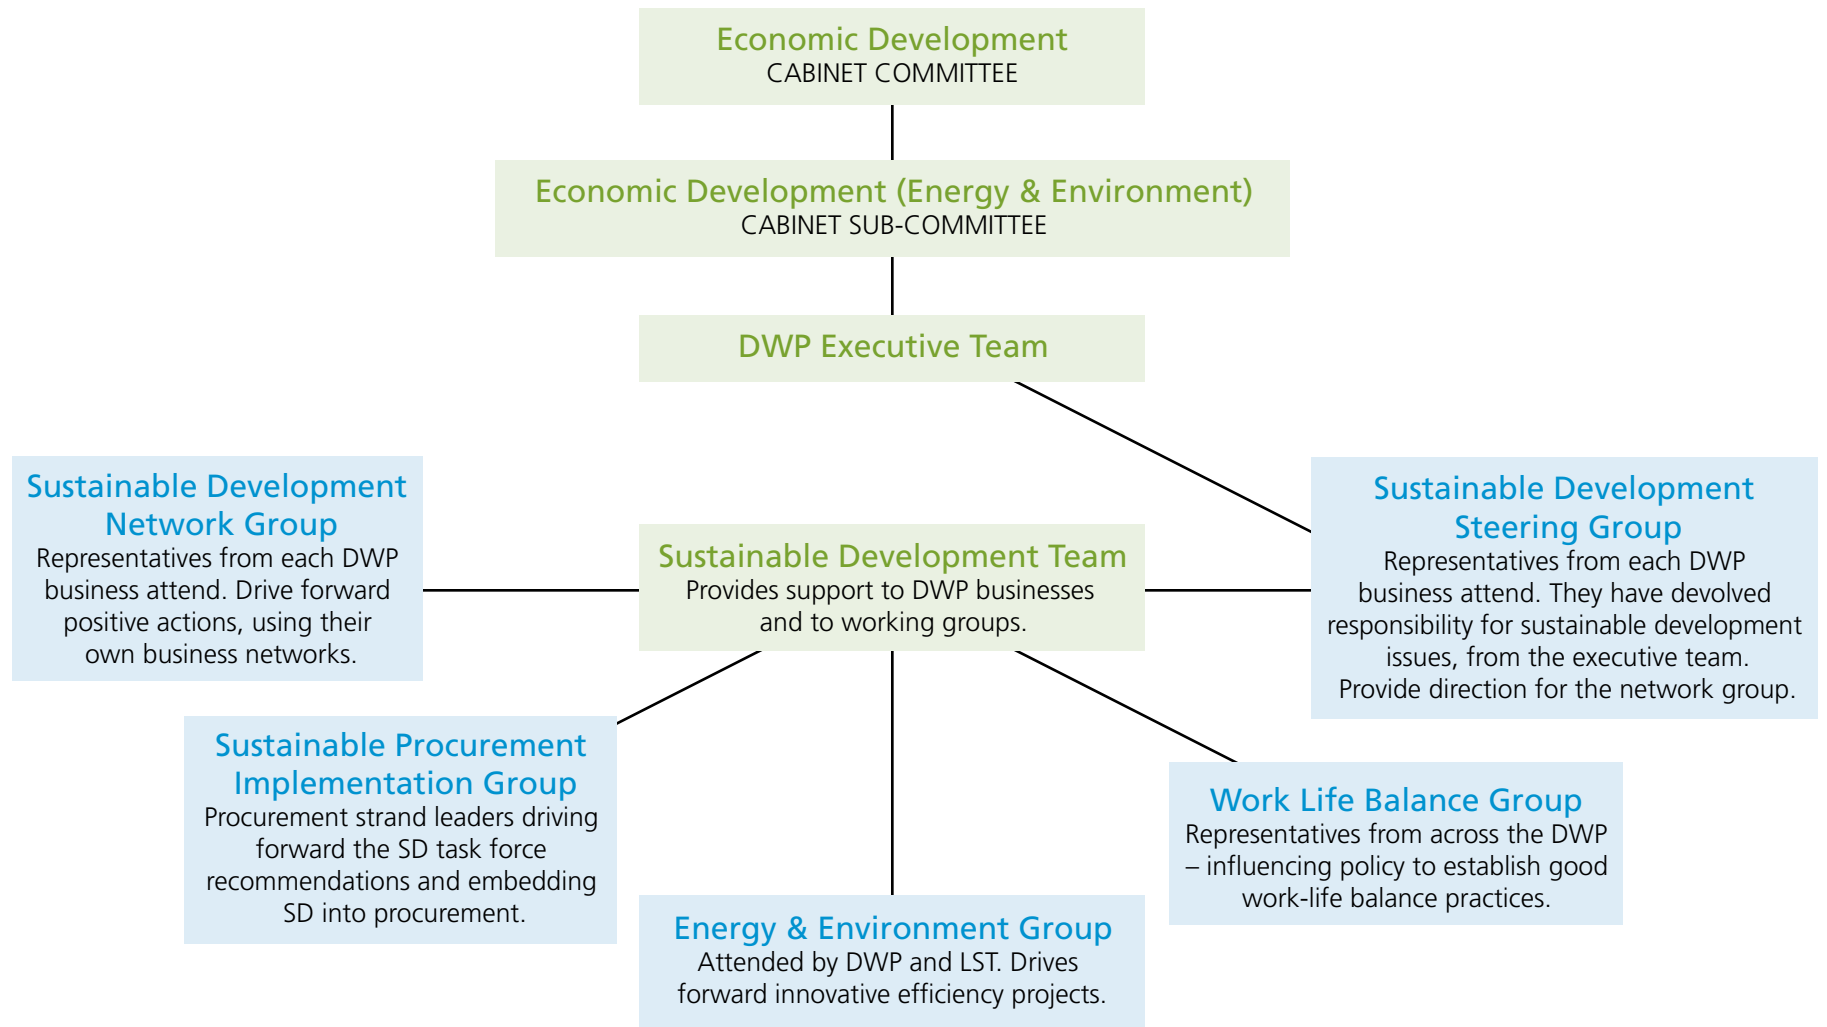 Economic Development
CABINET COMMITTEE
Economic Development (Energy & Environment)
CABINET SUB-COMMITTEE
DWP Executive Team
Sustainable Development
Network Group
Representatives from each DWP
business attend. Drive forward
positive actions, using their
own business networks.
Sustainable Development Team
Provides support to DWP businesses
and to working groups.
Sustainable Development
Steering Group
Representatives from each DWP
business attend. They have devolved
responsibility for sustainable development
issues, from the executive team.
Provide direction for the network group.
Sustainable Procurement
Implementation Group
Procurement strand leaders driving
forward the SD task force
recommendations and embedding
SD into procurement.
Energy & Environment Group
Attended by DWP and LST. Drives
forward innovative efficiency projects.
Work Life Balance Group
Representatives from across the DWP
– influencing policy to establish good
work-life balance practices.